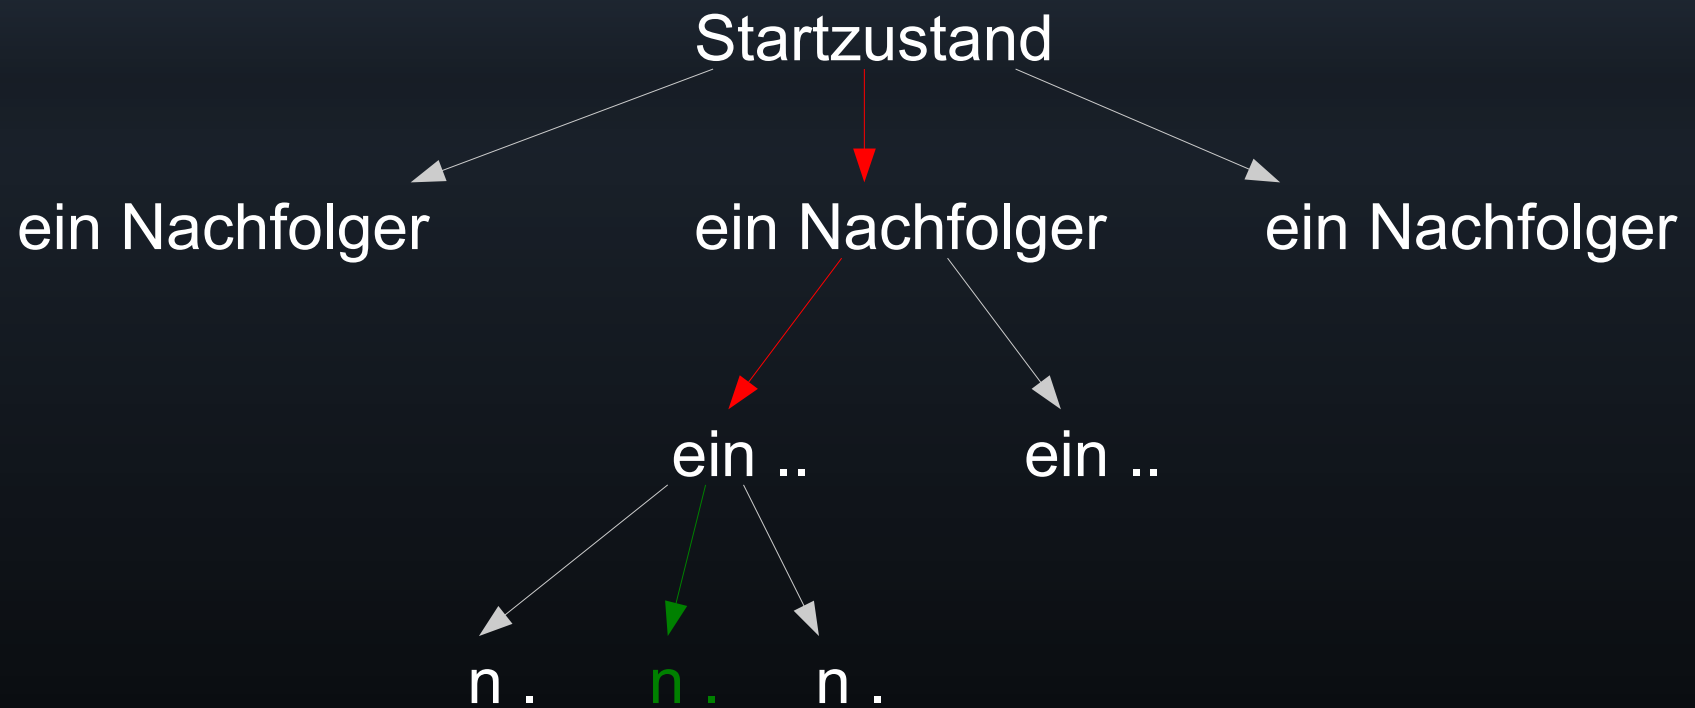 Startzustand
ein Nachfolger ein Nachfolger ein Nachfolger
ein .. ein ..
n . n . n .